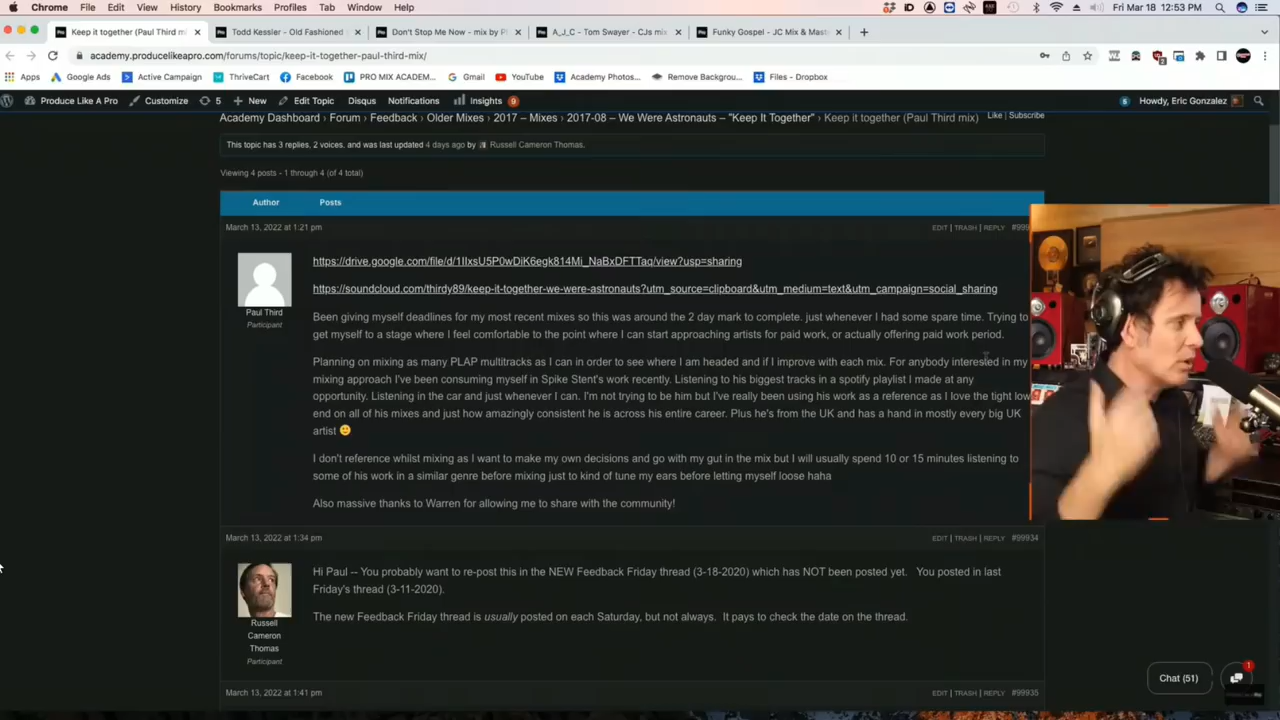 Chrome File Edit View History Bookmarks Profiles Tab Window Help Fri Mar 18 12:53 PM
Keep it together (Paul Third mi Todd Kessler - Old Fashioned Don't Stop Me Now - mix by P A_J_C - Tom Swayer - CJs mix Funky Gospel - JC Mix & Mast
academy.producelikeapro.com/forums/topic/keep-it-together-paul-third-mix/
Apps Google Ads Active Campaign ThriveCart Facebook PRO MIX ACADEM... Gmail YouTube Academy Photos... Remove Backgrou... Files - Dropbox
Produce Like A Pro Customize 5 New Edit Topic Disqus Notifications Insights 9 Howdy, Eric Gonzalez
Academy Dashboard › Forum › Feedback › Older Mixes › 2017 – Mixes › 2017-08 – We Were Astronauts – "Keep It Together" › Keep it together (Paul Third mix) Like | Subscribe
This topic has 3 replies, 2 voices, and was last updated 4 days ago by Russell Cameron Thomas.
Viewing 4 posts - 1 through 4 (of 4 total)
Author Posts
March 13, 2022 at 1:21 pm EDIT | TRASH | REPLY
https://drive.google.com/file/d/1IIxsU5P0wDiK6egk814Mi_NaBxDFTTaq/view?usp=sharing
https://soundcloud.com/thirdy89/keep-it-together-we-were-astronauts?utm_source=clipboard&utm_medium=text&utm_campaign=social_sharing
Paul Third
Participant
Been giving myself deadlines for my most recent mixes so this was around the 2 day mark to complete. just whenever I had some spare time. Trying to
get myself to a stage where I feel comfortable to the point where I can start approaching artists for paid work, or actually offering paid work period.
Planning on mixing as many PLAP multitracks as I can in order to see where I am headed and if I improve with each mix. For anybody interested in my
mixing approach I've been consuming myself in Spike Stent's work recently. Listening to his biggest tracks in a spotify playlist I made at any
opportunity. Listening in the car and just whenever I can. I'm not trying to be him but I've really been using his work as a reference as I love the tight low
end on all of his mixes and just how amazingly consistent he is across his entire career. Plus he's from the UK and has a hand in mostly every big UK
artist 🙂
I don't reference whilst mixing as I want to make my own decisions and go with my gut in the mix but I will usually spend 10 or 15 minutes listening to
some of his work in a similar genre before mixing just to kind of tune my ears before letting myself loose haha
Also massive thanks to Warren for allowing me to share with the community!
March 13, 2022 at 1:34 pm EDIT | TRASH | REPLY #99934
Russell
Cameron
Thomas
Participant
Hi Paul -- You probably want to re-post this in the NEW Feedback Friday thread (3-18-2020) which has NOT been posted yet. You posted in last
Friday's thread (3-11-2020).
The new Feedback Friday thread is usually posted on each Saturday, but not always. It pays to check the date on the thread.
Chat (51) 1
March 13, 2022 at 1:41 pm EDIT | TRASH | REPLY #99935